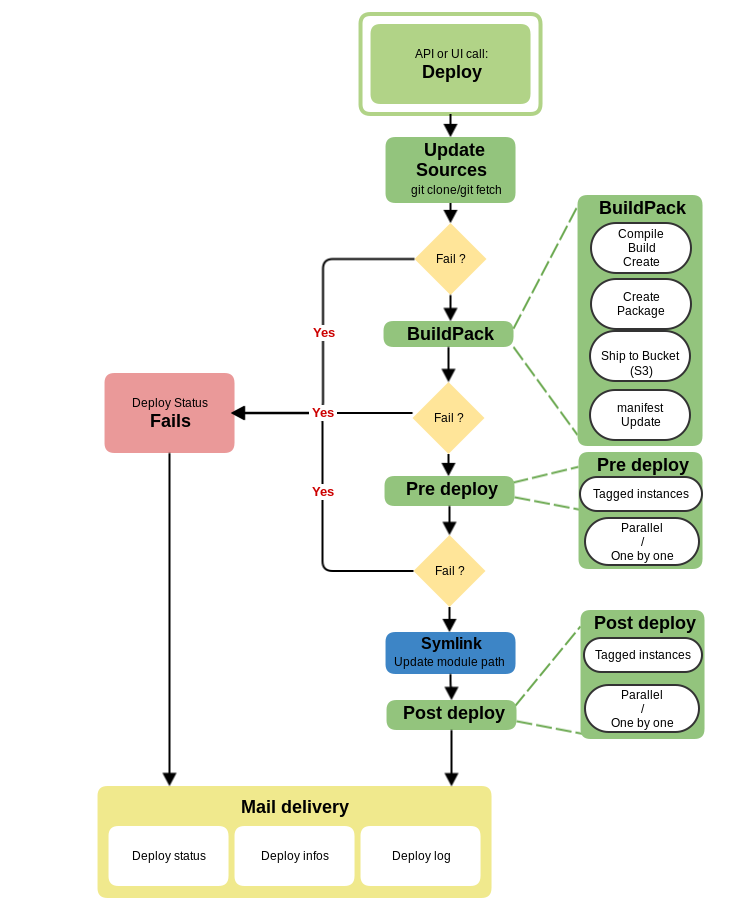 API or UI call:
Deploy
Update
Sources
git clone/git fetch
Fail ?
Yes
BuildPack
BuildPack
Compile
Build
Create
Create
Package
Ship to Bucket
(S3)
manifest
Update
Deploy Status
Fails
Yes
Fail ?
Yes
Pre deploy
Pre deploy
Tagged instances
Parallel
/
One by one
Fail ?
Symlink
Update module path
Post deploy
Post deploy
Tagged instances
Parallel
/
One by one
Mail delivery
Deploy status
Deploy infos
Deploy log